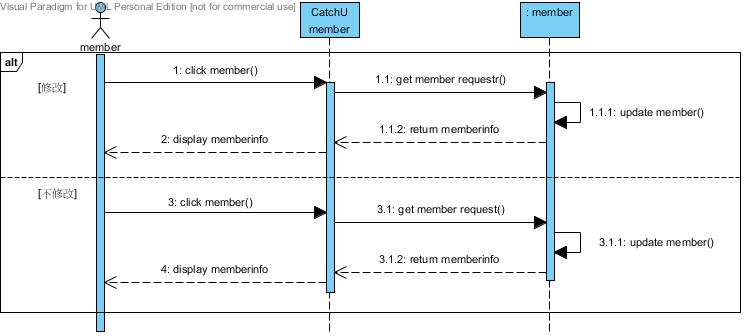 Visual Paradigm for UML Personal Edition [not for commercial use]
member
CatchU
member
: member
alt
[修改]
1: click member()
1.1: get member requestr()
1.1.1: update member()
1.1.2: return memberinfo
2: display memberinfo
[不修改]
3: click member()
3.1: get member request()
3.1.1: update member()
3.1.2: return memberinfo
4: display memberinfo